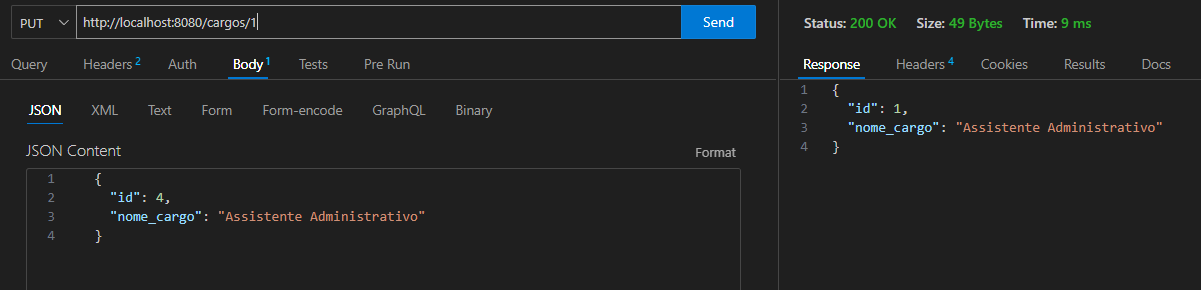 PUT http://localhost:8080/cargos/1 Send
Query Headers 2 Auth Body 1 Tests Pre Run
JSON XML Text Form Form-encode GraphQL Binary
JSON Content Format
1 {
2 "id": 4,
3 "nome_cargo": "Assistente Administrativo"
4 }
Status: 200 OK Size: 49 Bytes Time: 9 ms
Response Headers 4 Cookies Results Docs
1 {
2 "id": 1,
3 "nome_cargo": "Assistente Administrativo"
4 }